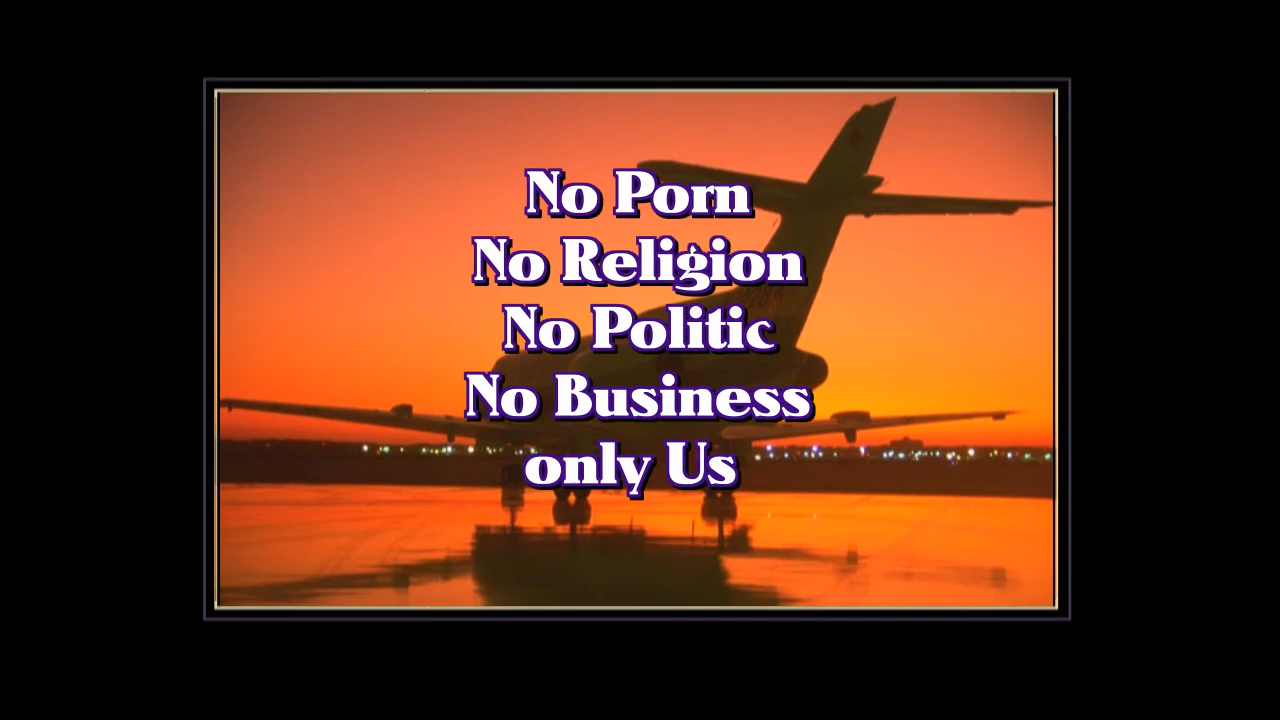 No Porn
No Religion
No Politic
No Business
only Us